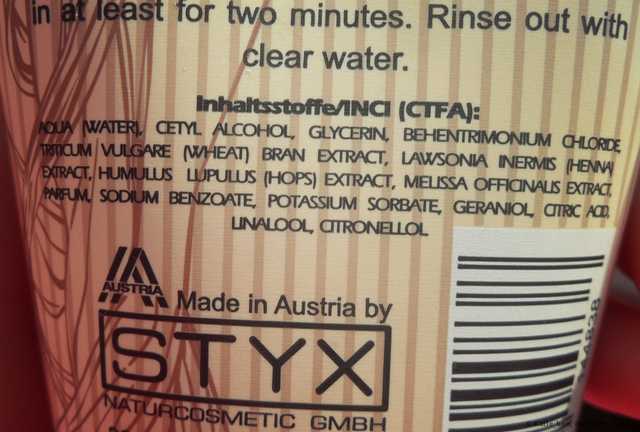 in at least for two minutes. Rinse out with
clear water.
Inhaltsstoffe/INCI (CTFA):
AQUA (WATER), CETYL ALCOHOL, GLYCERIN, BEHENTRIMONIUM CHLORIDE,
TRITICUM VULGARE (WHEAT) BRAN EXTRACT, LAWSONIA INERMIS (HENNA)
EXTRACT, HUMULUS LUPULUS (HOPS) EXTRACT, MELISSA OFFICINALIS EXTRACT,
PARFUM, SODIUM BENZOATE, POTASSIUM SORBATE, GERANIOL, CITRIC ACID,
LINALOOL, CITRONELLOL
AUSTRIA
Made in Austria by
STYX
NATURCOSMETIC GMBH